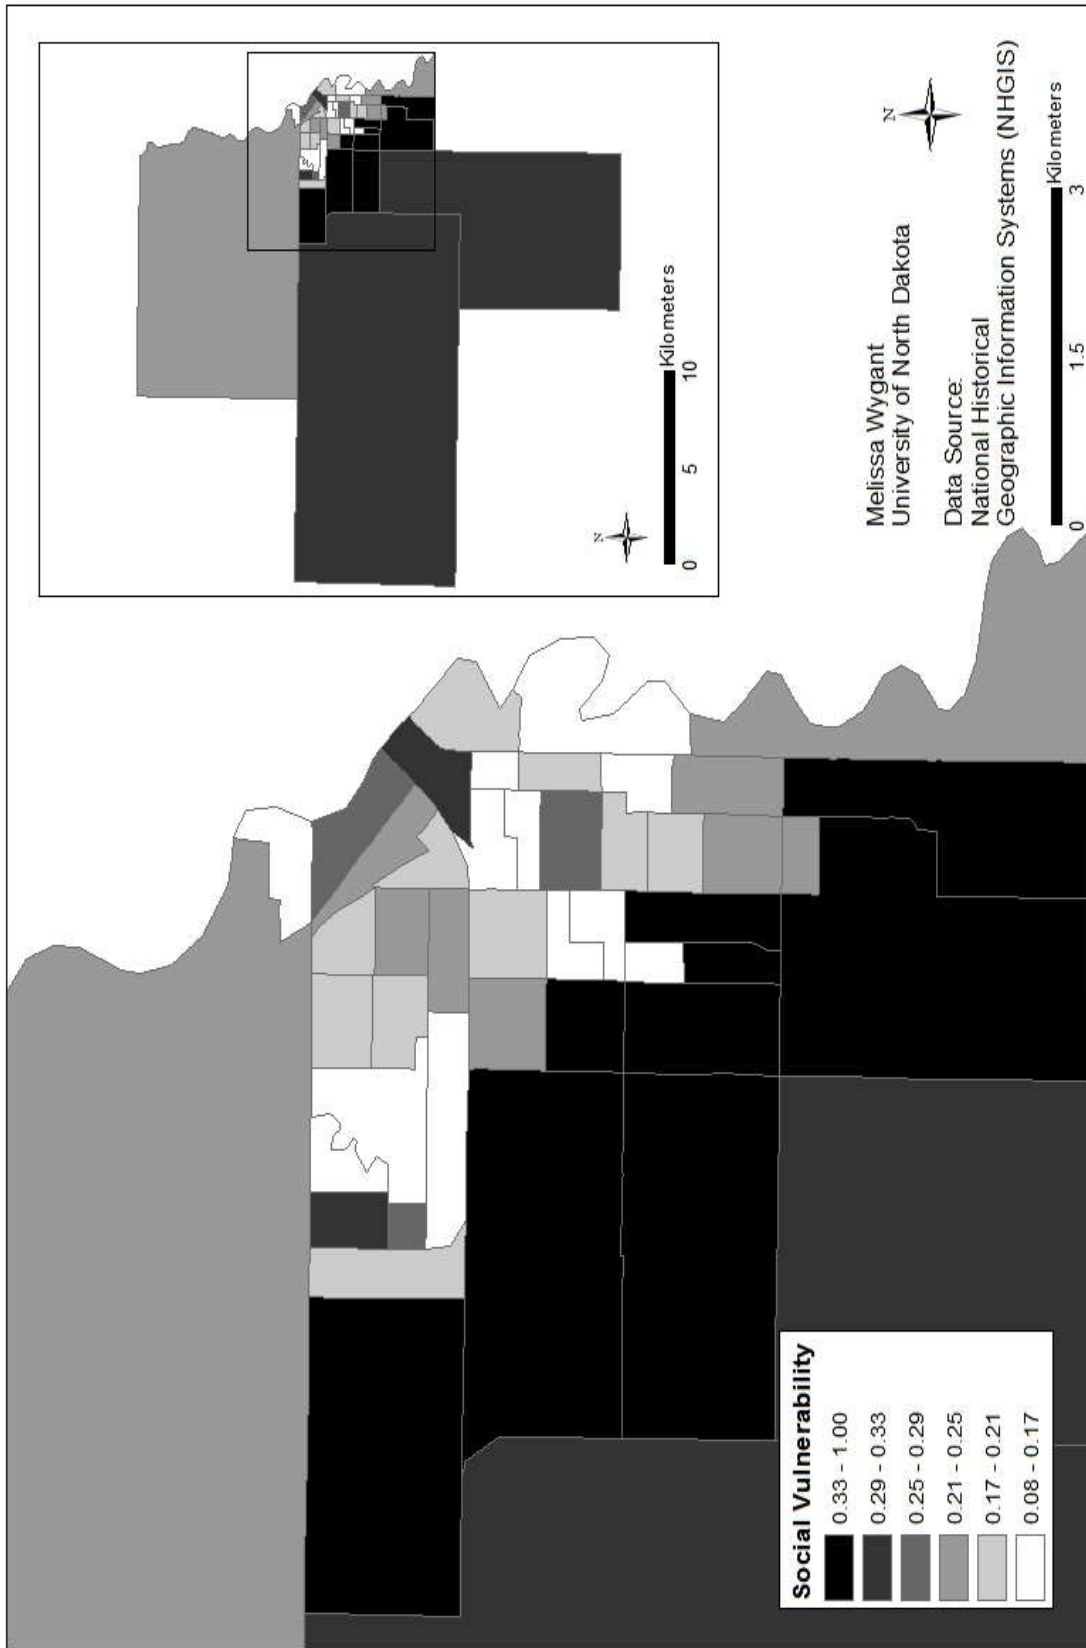 N
0
5
10
Kilometers
Melissa Wygant
University of North Dakota
Data Source:
National Historical
Geographic Information Systems (NHGIS)
N
0
1.5
3
Kilometers
Social Vulnerability
0.33 - 1.00
0.29 - 0.33
0.25 - 0.29
0.21 - 0.25
0.17 - 0.21
0.08 - 0.17